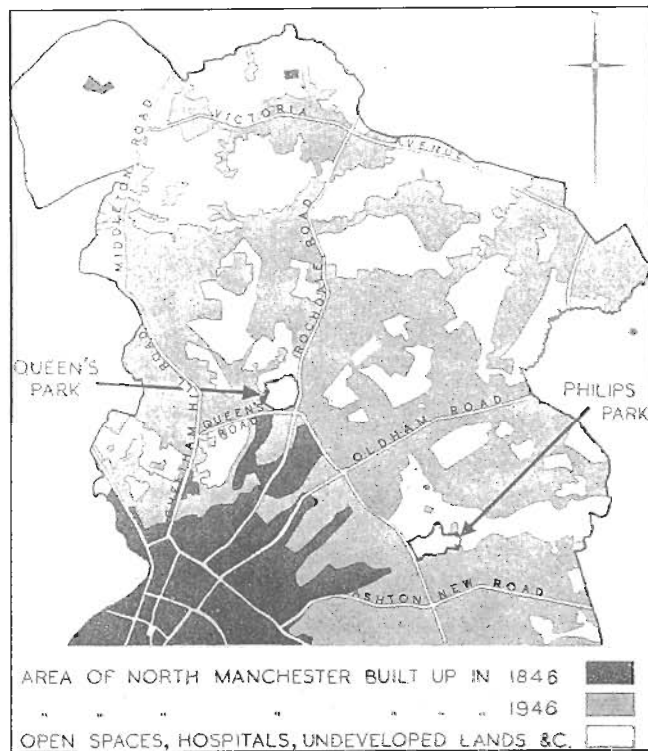 VICTORIA
AVENUE
MIDDLETON ROAD
ROCHDALE ROAD
QUEEN'S
PARK
CHEETHAM HILL ROAD
QUEEN'S
ROAD
OLDHAM ROAD
PHILIPS
PARK
ASHTON NEW ROAD
AREA OF NORTH MANCHESTER BUILT UP IN 1846
" " " " " " " 1946
OPEN SPACES, HOSPITALS, UNDEVELOPED LANDS &C.